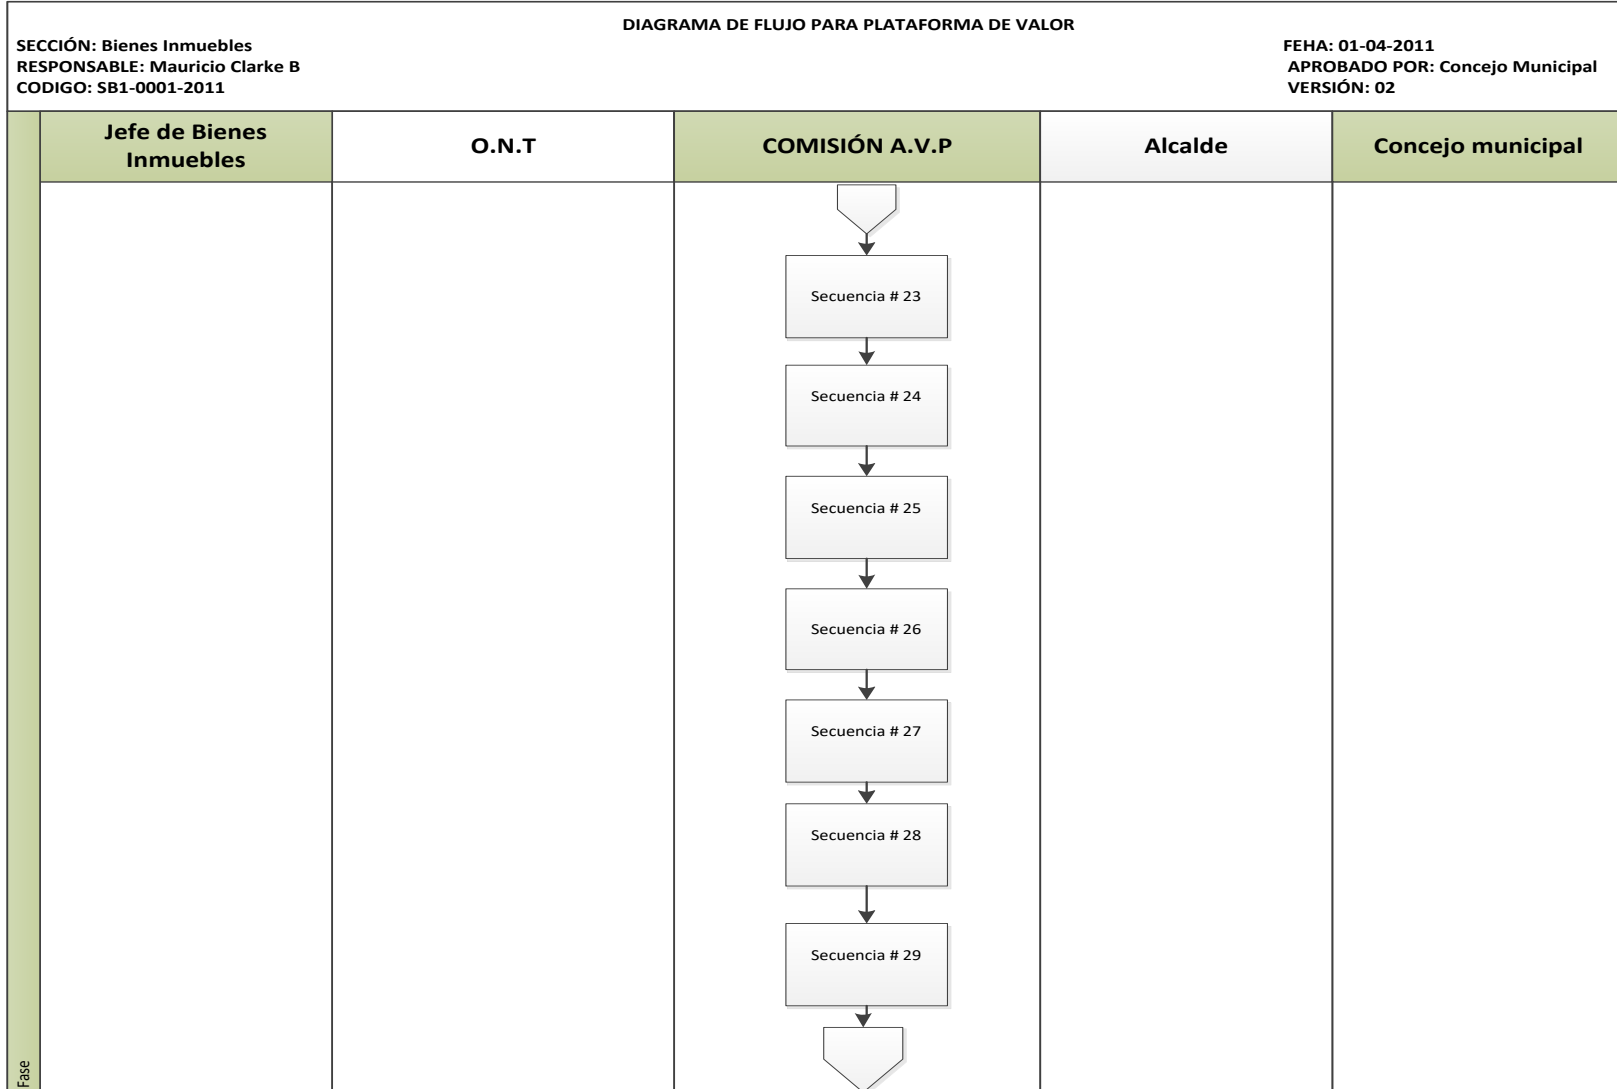 DIAGRAMA DE FLUJO PARA PLATAFORMA DE VALOR
SECCIÓN: Bienes Inmuebles
FEHA: 01-04-2011
RESPONSABLE: Mauricio Clarke B
APROBADO POR: Concejo Municipal
CODIGO: SB1-0001-2011
VERSIÓN: 02
Jefe de Bienes
Inmuebles
O.N.T
COMISIÓN A.V.P
Alcalde
Concejo municipal
Secuencia # 23
Secuencia # 24
Secuencia # 25
Secuencia # 26
Secuencia # 27
Secuencia # 28
Secuencia # 29
Fase